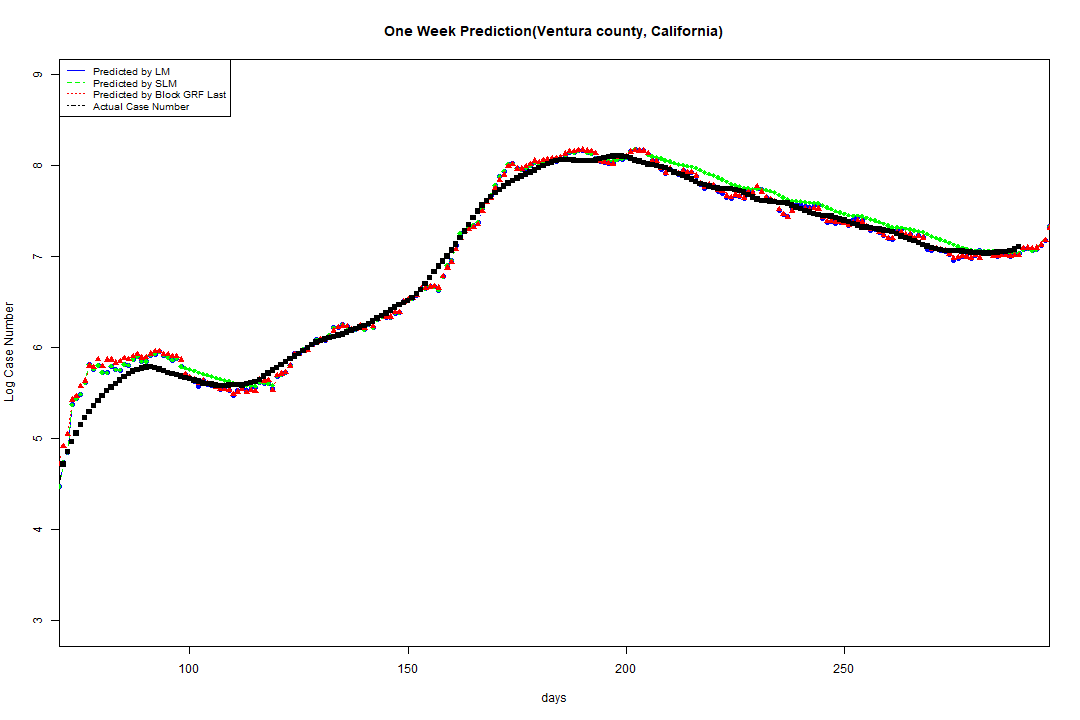 One Week Prediction(Ventura county, California)
Predicted by LM
Predicted by SLM
Predicted by Block GRF Last
Actual Case Number
9
8
7
6
5
4
3
Log Case Number
100 150 200 250
days